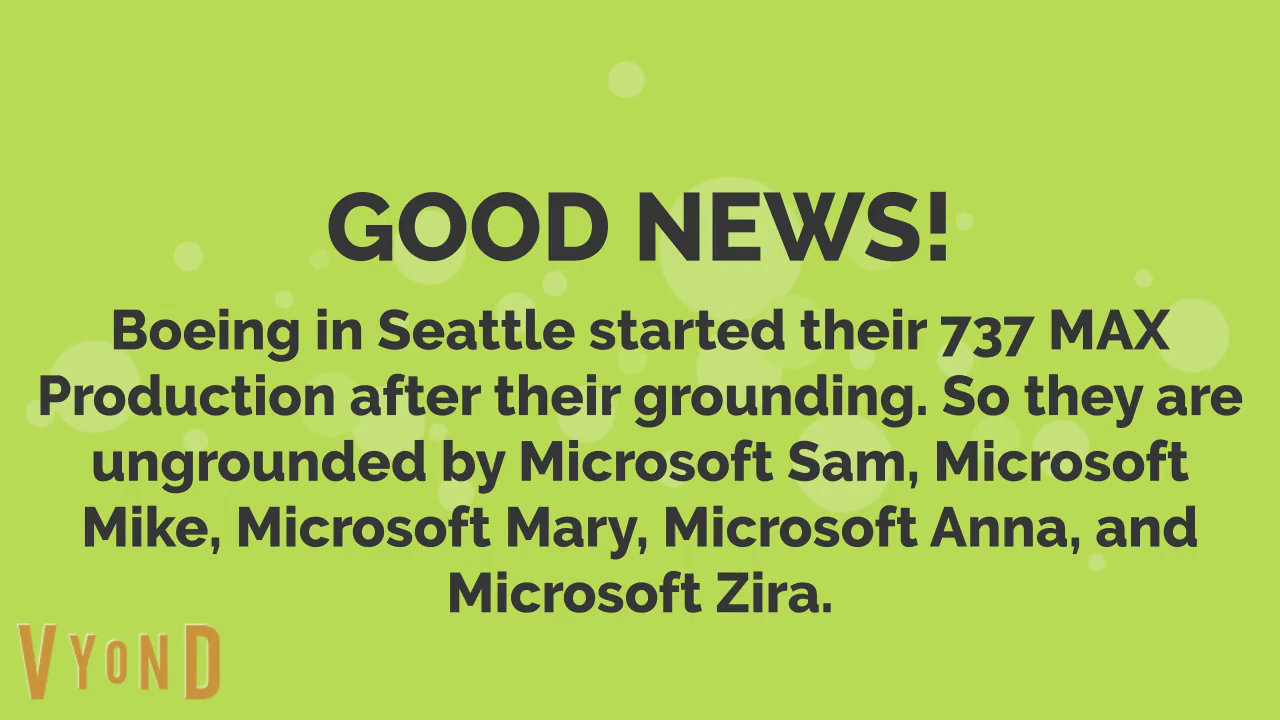 GOOD NEWS!
Boeing in Seattle started their 737 MAX
Production after their grounding. So they are
ungrounded by Microsoft Sam, Microsoft
Mike, Microsoft Mary, Microsoft Anna, and
Microsoft Zira.
VYOND